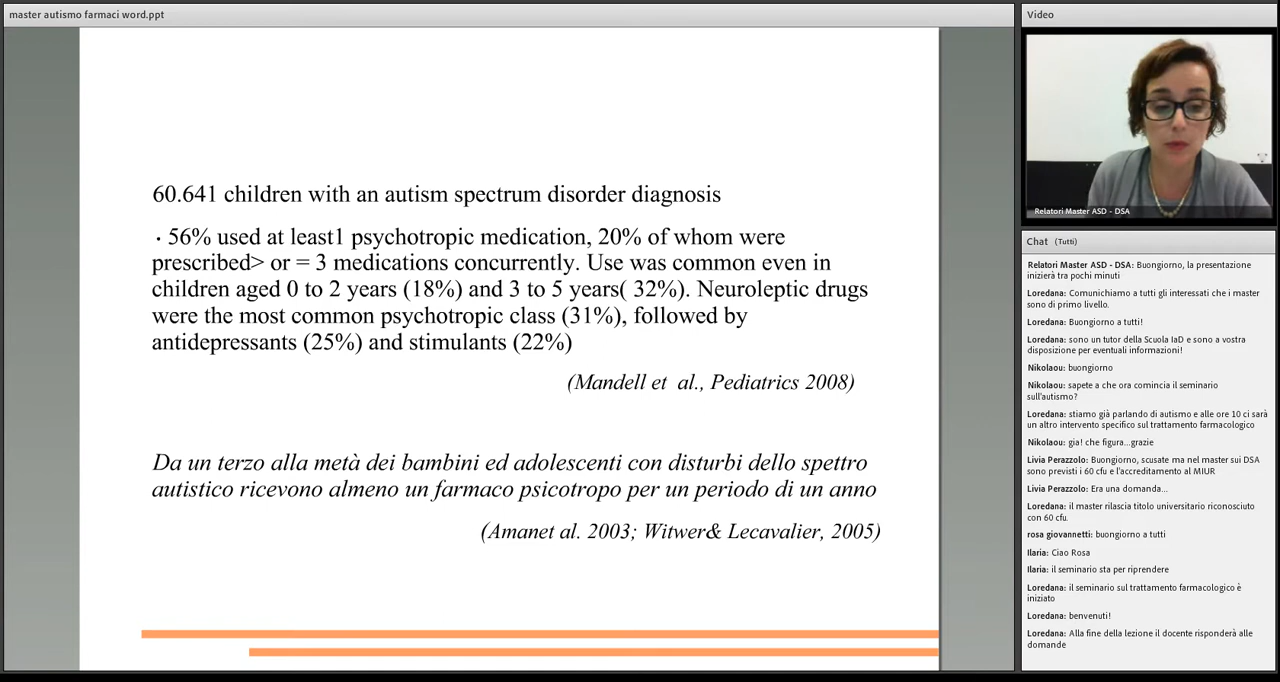 master autismo farmaci word.ppt
60.641 children with an autism spectrum disorder diagnosis
· 56% used at least1 psychotropic medication, 20% of whom were
prescribed> or = 3 medications concurrently. Use was common even in
children aged 0 to 2 years (18%) and 3 to 5 years( 32%). Neuroleptic drugs
were the most common psychotropic class (31%), followed by
antidepressants (25%) and stimulants (22%)
(Mandell et al., Pediatrics 2008)
Da un terzo alla metà dei bambini ed adolescenti con disturbi dello spettro
autistico ricevono almeno un farmaco psicotropo per un periodo di un anno
(Amanet al. 2003; Witwer& Lecavalier, 2005)
Video
Relatori Master ASD - DSA
Chat (Tutti)
Relatori Master ASD - DSA: Buongiorno, la presentazione
inizierà tra pochi minuti
Loredana: Comunichiamo a tutti gli interessati che i master
sono di primo livello.
Loredana: Buongiorno a tutti!
Loredana: sono un tutor della Scuola IaD e sono a vostra
disposizione per eventuali informazioni!
Nikolaou: buongiorno
Nikolaou: sapete a che ora comincia il seminario
sull'autismo?
Loredana: stiamo già parlando di autismo e alle ore 10 ci sarà
un altro intervento specifico sul trattamento farmacologico
Nikolaou: gia! che figura...grazie
Livia Perazzolo: Buongiorno, scusate ma nel master sui DSA
sono previsti i 60 cfu e l'accreditamento al MIUR
Livia Perazzolo: Era una domanda...
Loredana: il master rilascia titolo universitario riconosciuto
con 60 cfu.
rosa giovannetti: buongiorno a tutti
Ilaria: Ciao Rosa
Ilaria: il seminario sta per riprendere
Loredana: il seminario sul trattamento farmacologico è
iniziato
Loredana: benvenuti!
Loredana: Alla fine della lezione il docente risponderà alle
domande